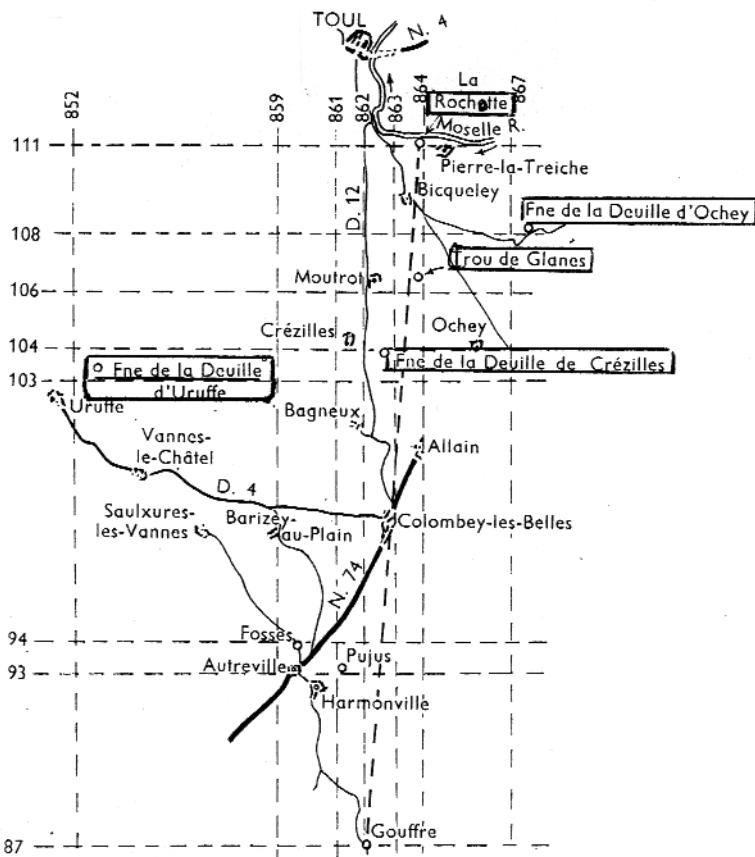 TOUL
N. 4
La
Rochette
852
859
861
862
863
864
867
Moselle R.
111
Pierre-la-Treiche
Bicqueley
D. 12
Fne de la Deuille d'Ochey
108
Trou de Glanes
Moutrot
106
Crézilles
Ochey
104
Fne de la Deuille de Crézilles
Fne de la Deuille
d'Uruffe
103
Uruffe
Bagneux
Vannes-
le-Châtel
Allain
D. 4
Saulxures-
les-Vannes
Barizey-
au-Plain
Colombey-les-Belles
N. 74
94
Fosses
Pujus
93
Autreville
Harmonville
Gouffre
87